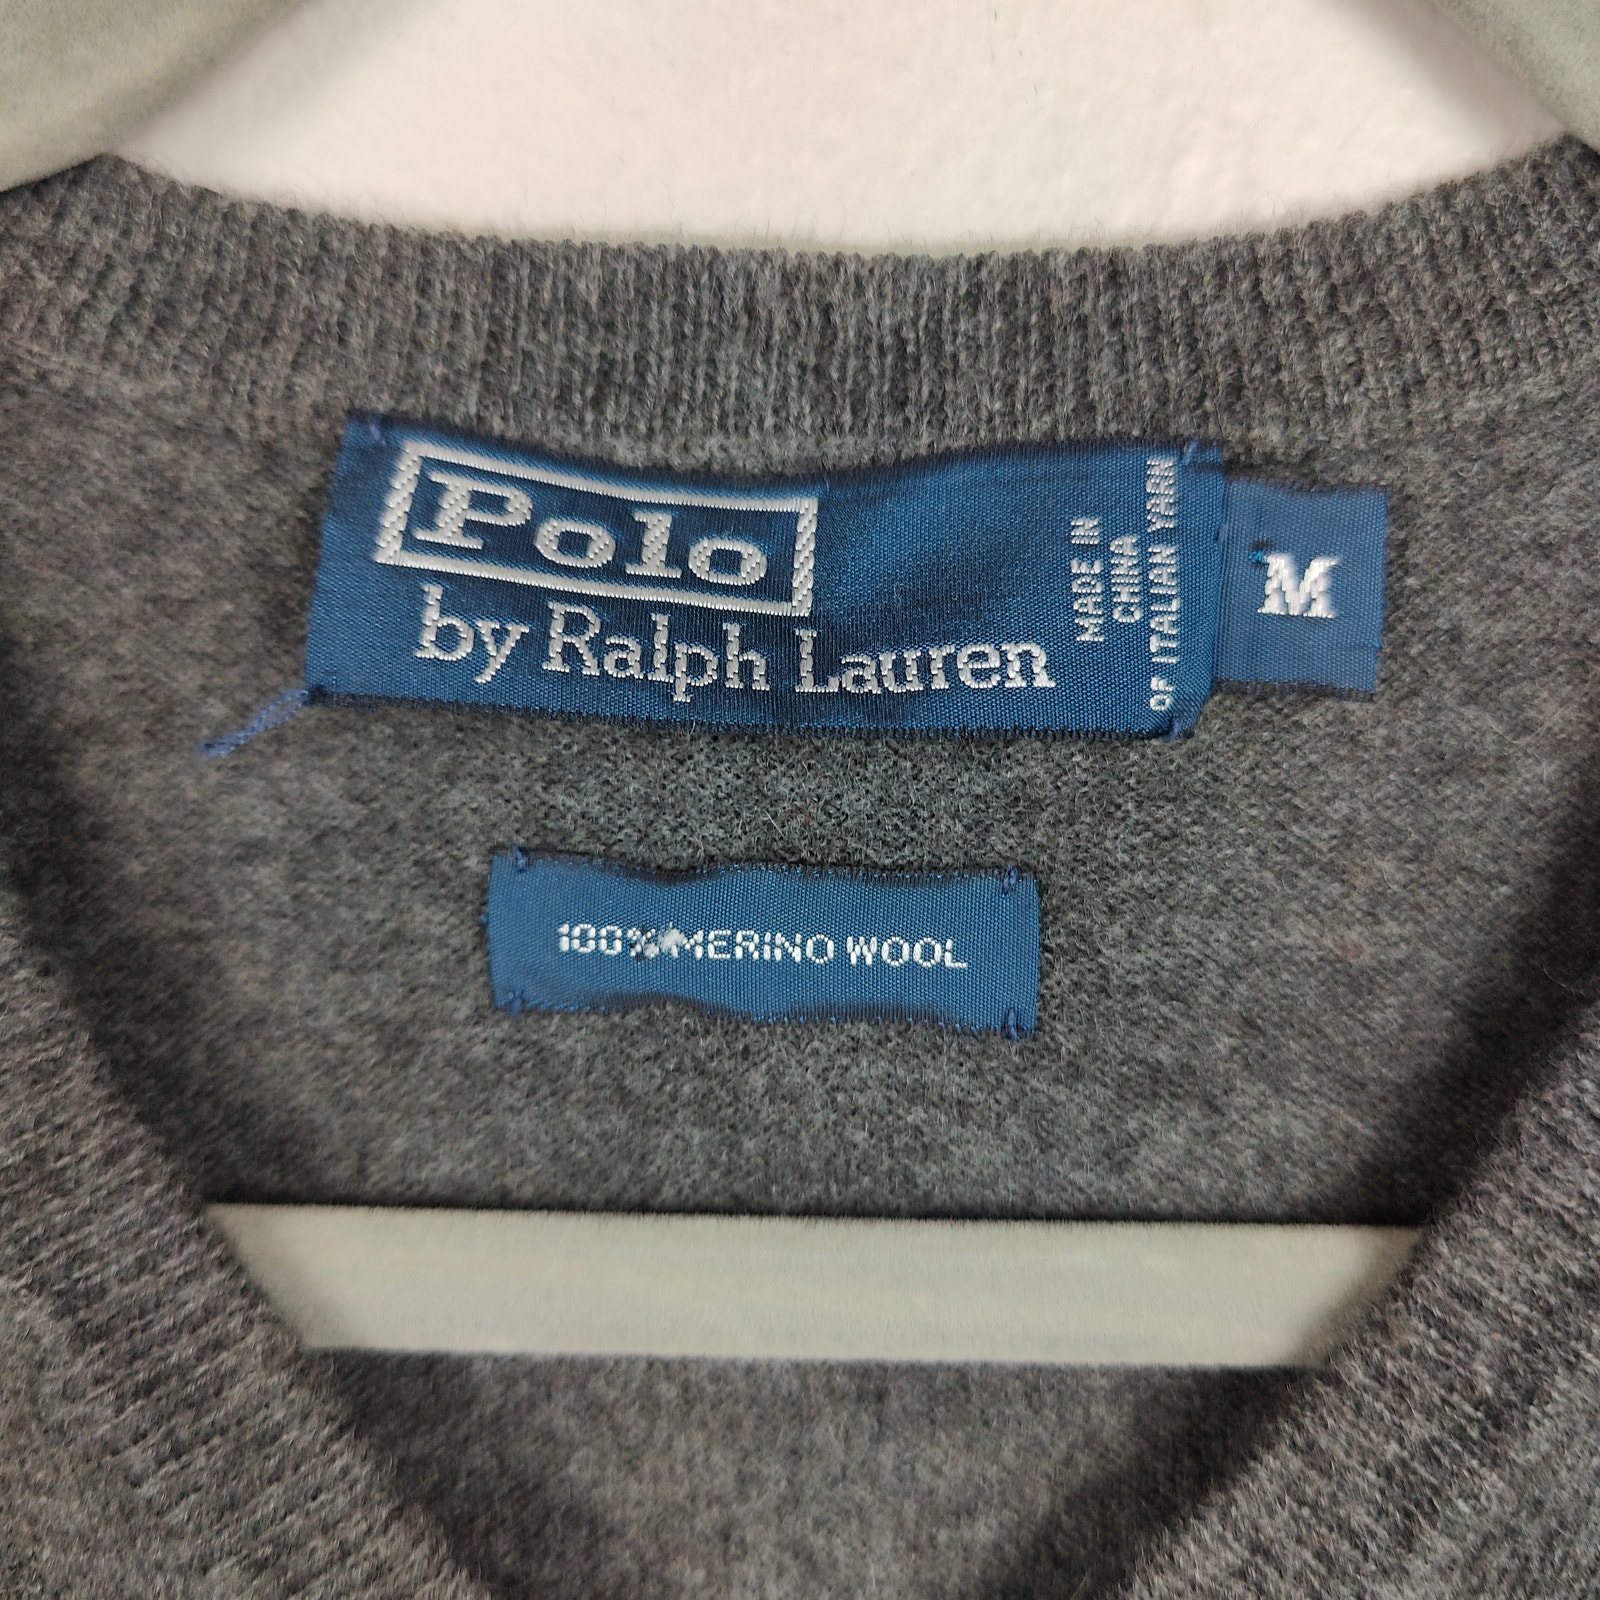 Polo
by Ralph Lauren
MADE IN
CHINA
OF ITALIAN YARN
M
100% MERINO WOOL